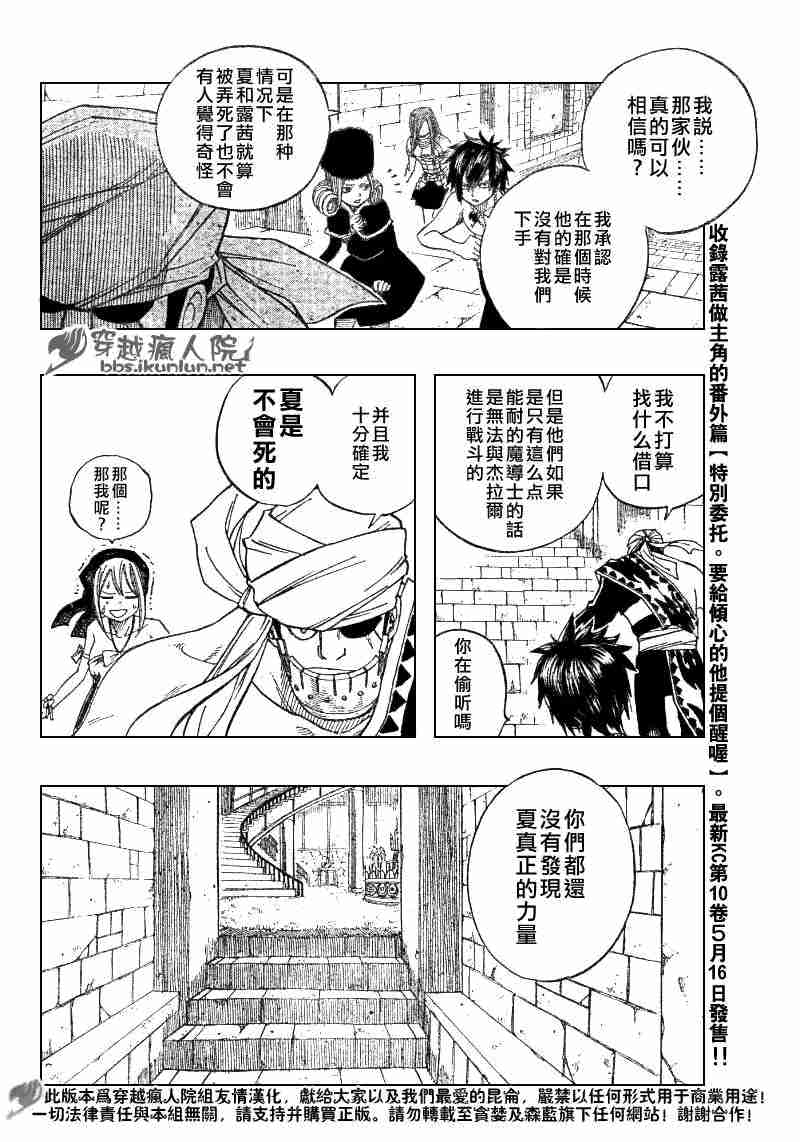 我説……
那家伙……
真的可以
相信嗎？
我承認
在那個時候
他的確是
沒有對我們
下手
可是在那种
情况下
夏和露茜就算
被弄死了也不會
有人覺得奇怪
我不打算
找什么借口
但是他們如果
是只有這么点
能耐的魔導士的話
是無法與杰拉爾
進行戰斗的
你在偷听嗎
并且我
十分確定
夏是
不會死的
那個……
那我呢？
你們都還
沒有發現
夏真正的力量
收錄露茜做主角的番外篇【特別委托。要給傾心的他提個醒喔】。最新KC第10卷5月16日發售!!
穿越瘋人院
bbs.ikunlun.net
此版本爲穿越瘋人院組友情漢化，獻給大家以及我們最愛的昆侖，嚴禁以任何形式用于商業用途！
一切法律責任與本組無關，請支持并購買正版。請勿轉載至貪婪及森藍旗下任何網站！謝謝合作！